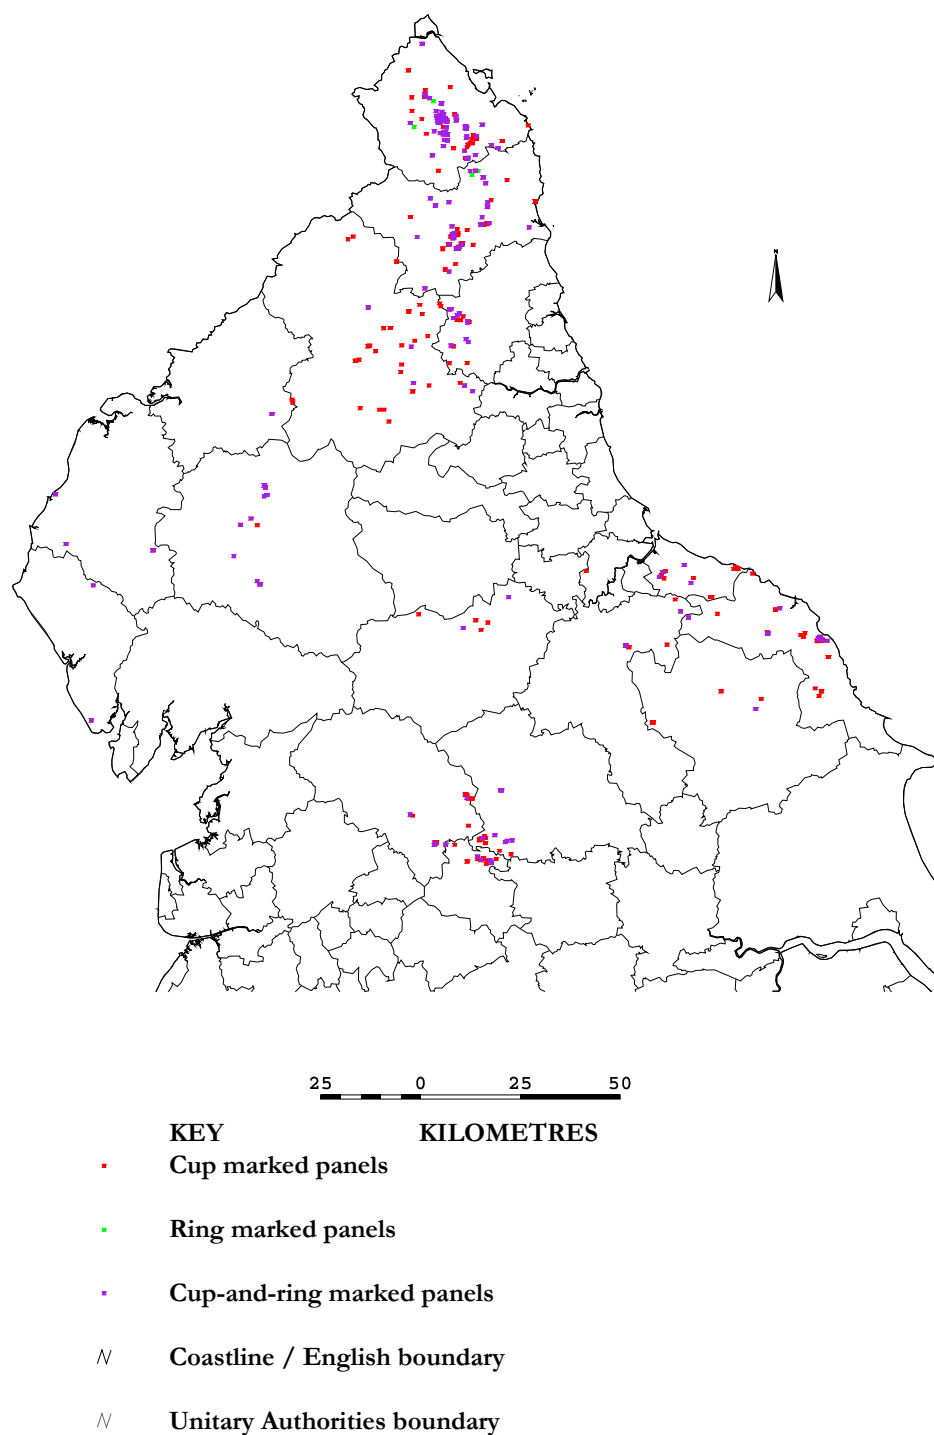 N
25 0 25 50
KEY KILOMETRES
Cup marked panels
Ring marked panels
Cup-and-ring marked panels
Coastline / English boundary
Unitary Authorities boundary